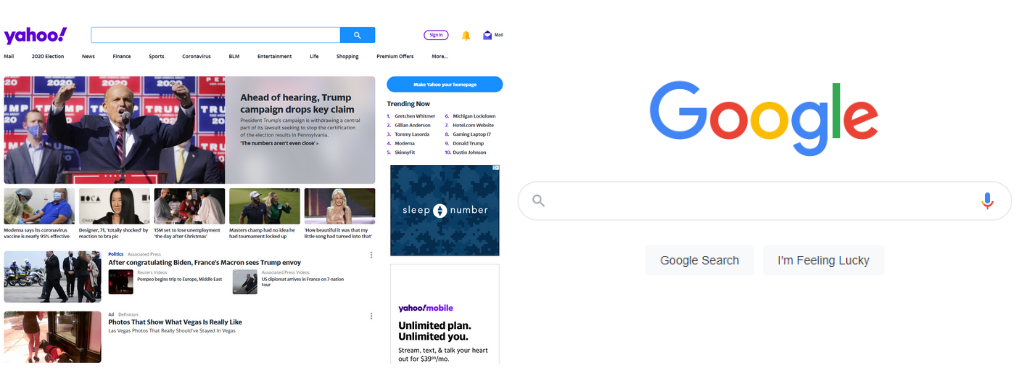 yahoo!
Sign in
Mail
Mail 2020 Election News Finance Sports Coronavirus BLM Entertainment Life Shopping Premium Offers More...
2020
TRUMP
Ahead of hearing, Trump
campaign drops key claim
President Trump's campaign is withdrawing a central
part of its lawsuit seeking to stop the certification
of the election results in Pennsylvania.
'The numbers aren't even close' »
Moderna says its coronavirus
vaccine is nearly 95% effective
Designer, 71, 'totally shocked' by
reaction to bra pic
15M set to lose unemployment
'the day after Christmas'
Masters champ had no idea he
had tournament locked up
'How beautiful it was that my
little song had turned into that'
Politics Associated Press
After congratulating Biden, France's Macron sees Trump envoy
Reuters Videos
Pompeo begins trip to Europe, Middle East
Associated Press Videos
US diplomat arrives in France on 7-nation
tour
Ad Definition
Photos That Show What Vegas Is Really Like
Las Vegas Photos That Really Should've Stayed In Vegas
Make Yahoo your homepage
Trending Now
1. Gretchen Whitmer
2. Gillian Anderson
3. Tommy Lasorda
4. Moderna
5. SkinnyFit
6. Michigan Lockdown
7. Hotel.com Website
8. Gaming Laptop I7
9. Donald Trump
10. Dustin Johnson
sleep number
yahoo!mobile
Unlimited plan.
Unlimited you.
Stream, text, & talk your heart
out for $39⁹⁹/mo.
Google
Google Search
I'm Feeling Lucky